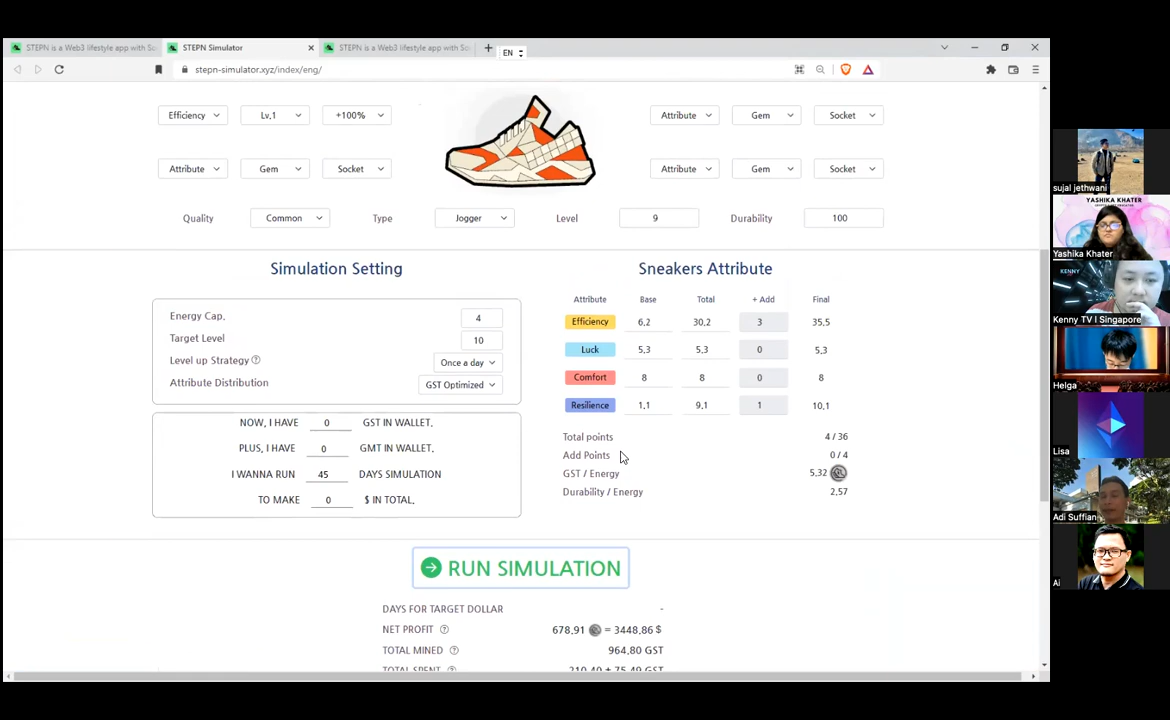 STEPN is a Web3 lifestyle app with So
STEPN Simulator
STEPN is a Web3 lifestyle app with So
EN
stepn-simulator.xyz/index/eng/
Efficiency Lv,1 +100% Attribute Gem Socket
Attribute Gem Socket Attribute Gem Socket
Quality Common Type Jogger Level 9 Durability 100
Simulation Setting
Energy Cap. 4
Target Level 10
Level up Strategy Once a day
Attribute Distribution GST Optimized
NOW, I HAVE 0 GST IN WALLET.
PLUS, I HAVE 0 GMT IN WALLET.
I WANNA RUN 45 DAYS SIMULATION
TO MAKE 0 $ IN TOTAL.
Sneakers Attribute
Attribute Base Total + Add Final
Efficiency 6,2 30,2 3 35,5
Luck 5,3 5,3 0 5,3
Comfort 8 8 0 8
Resilience 1,1 9,1 1 10,1
Total points 4 / 36
Add Points 0 / 4
GST / Energy 5,32
Durability / Energy 2,57
RUN SIMULATION
DAYS FOR TARGET DOLLAR -
NET PROFIT 678,91 = 3448,86 $
TOTAL MINED 964,80 GST
TOTAL SPENT 210,40 + 75,49 GST
sujal jethwani
YASHIKA KHATER
Yashika Khater
KENNY
Kenny TV I Singapore
Helga
Lisa
Adi Suffian
Ai